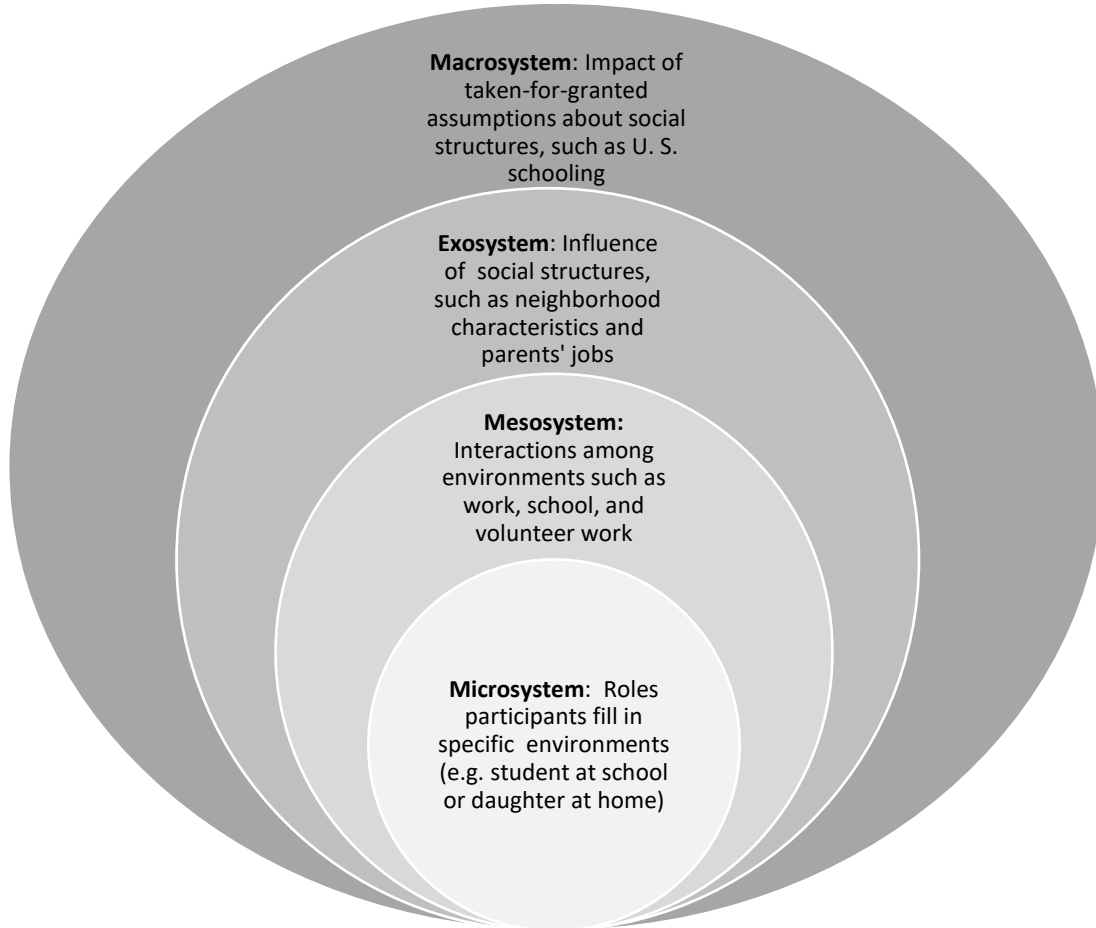 Macrosystem: Impact of
taken-for-granted
assumptions about social
structures, such as U. S.
schooling
Exosystem: Influence
of  social structures,
such as neighborhood
characteristics and
parents' jobs
Mesosystem:
Interactions among
environments such as
work, school, and
volunteer work
Microsystem:  Roles
participants fill in
specific  environments
(e.g. student at school
or daughter at home)